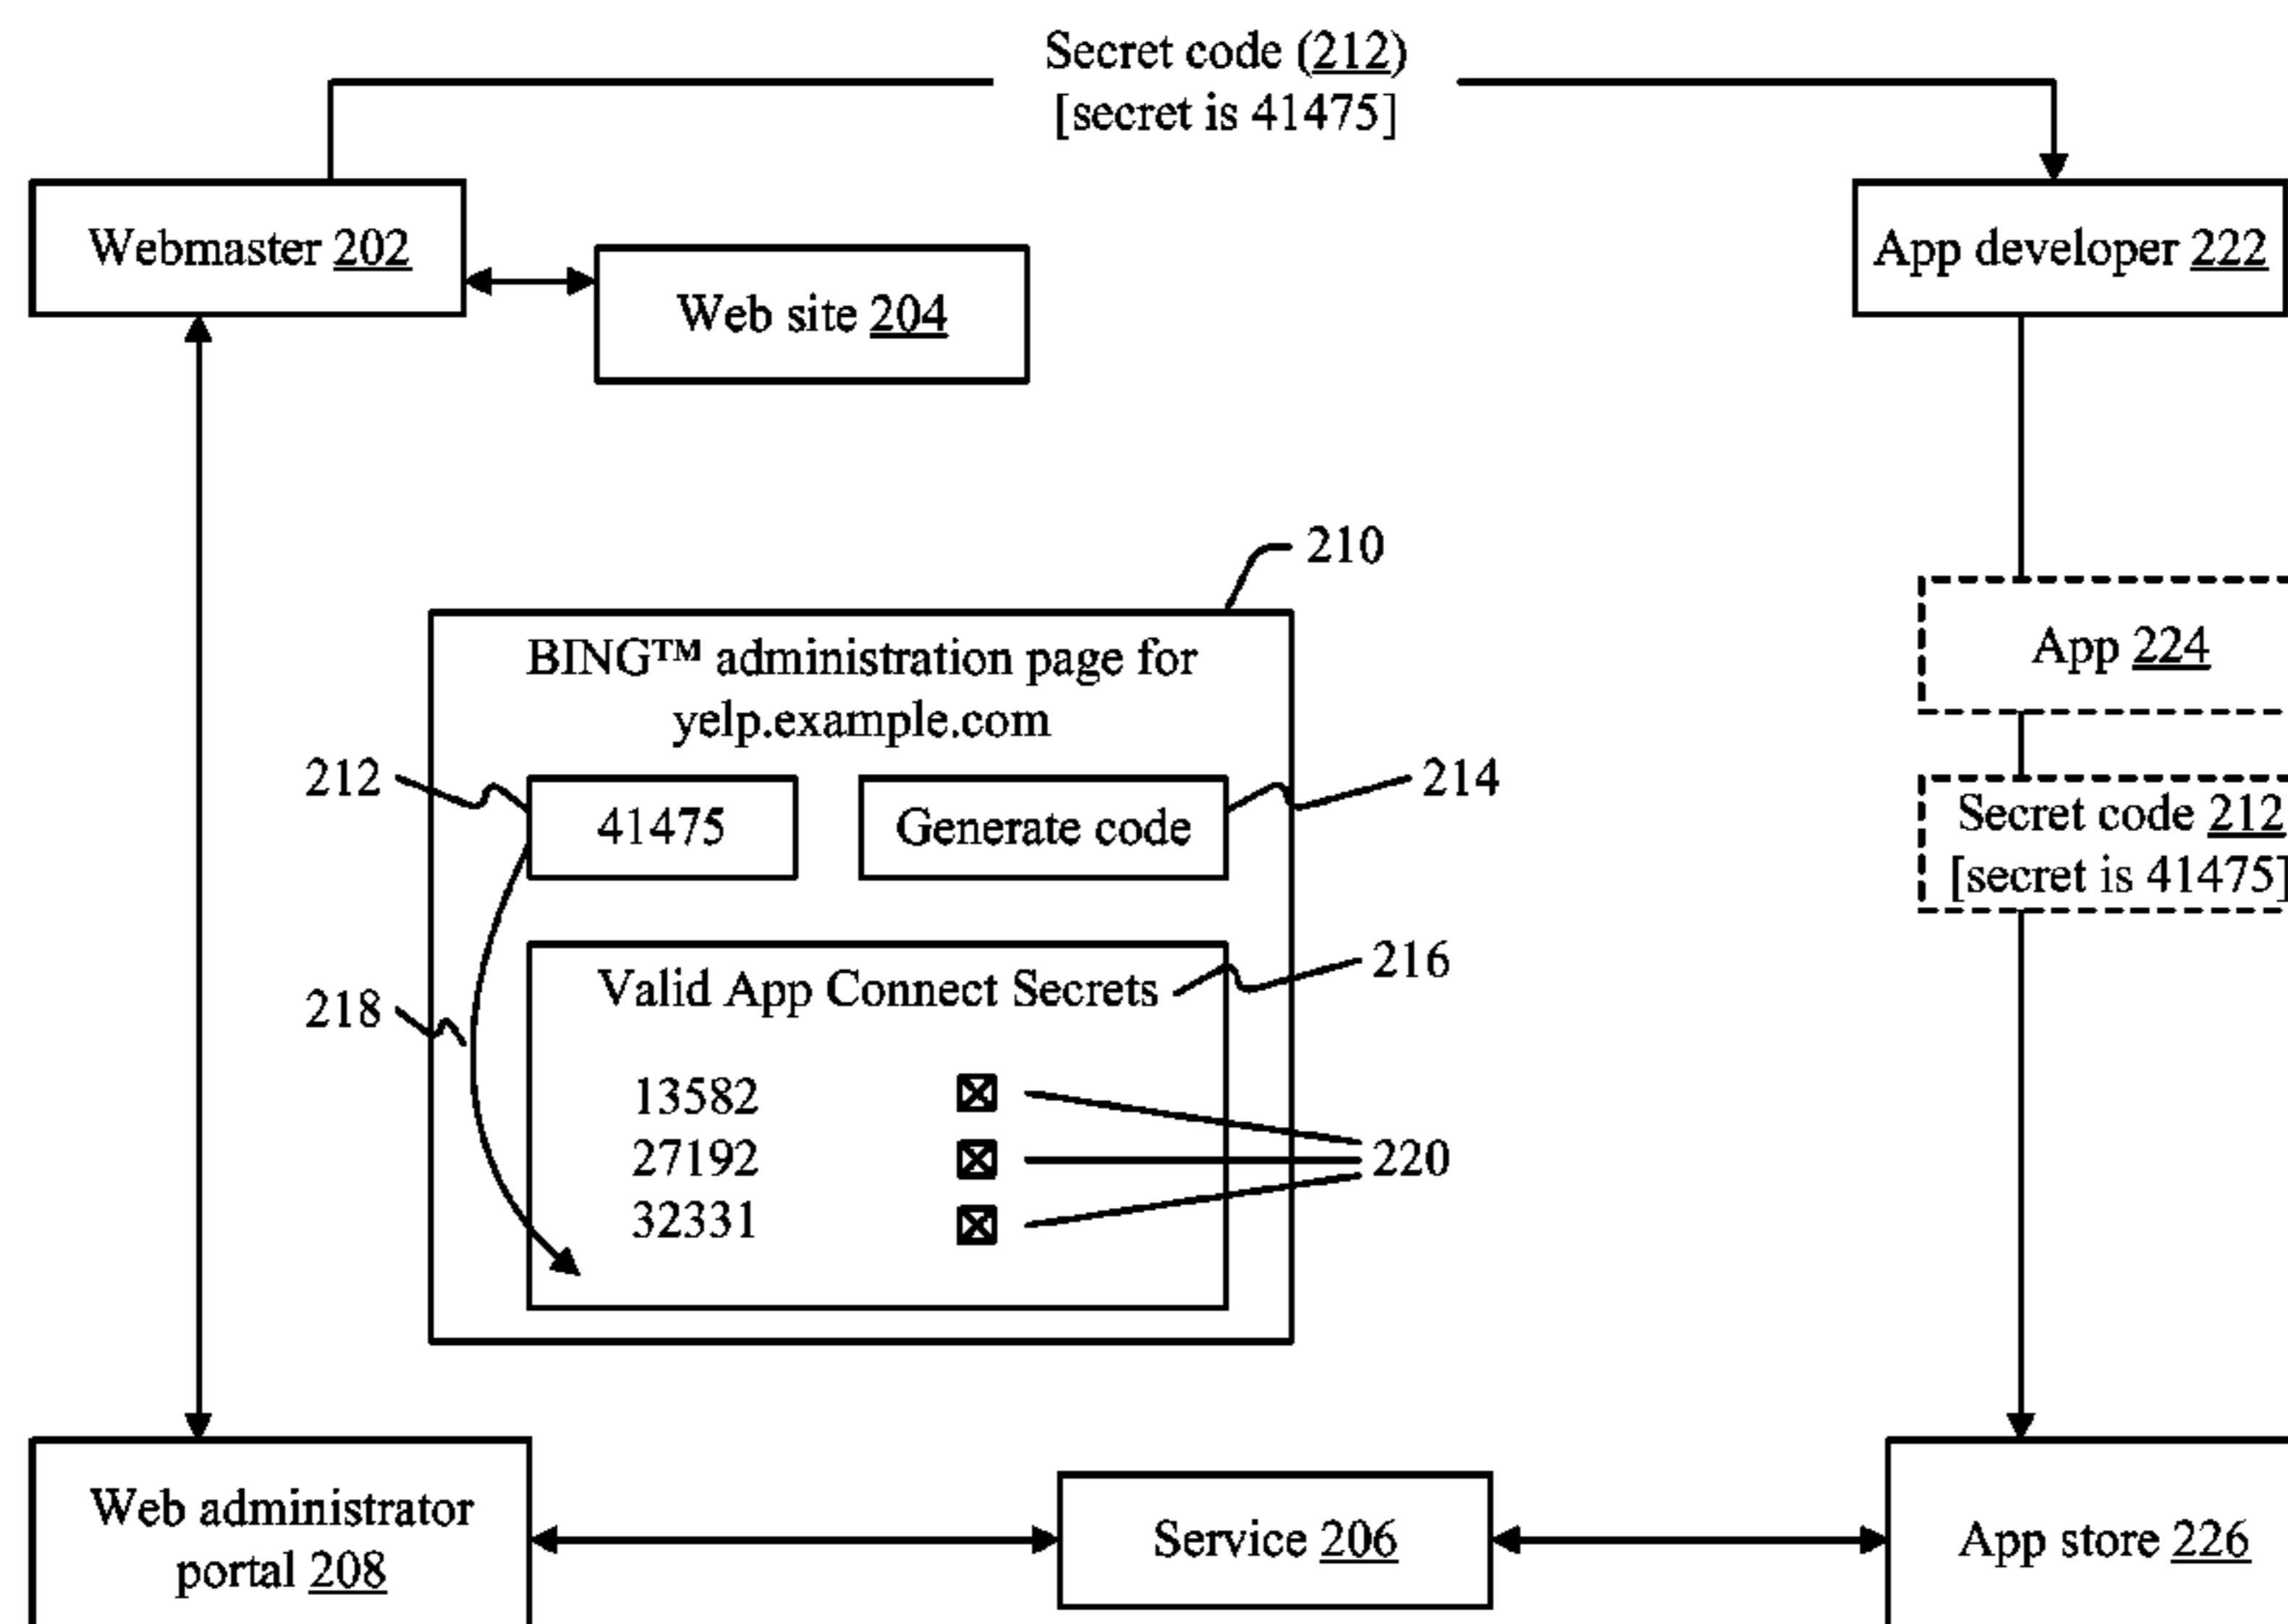 Secret code (212)
[secret is 41475]
Webmaster 202
Web site 204
App developer 222
210
BING™ administration page for
yelp.example.com
212
41475
Generate code
214
App 224
Secret code 212
[secret is 41475]
Valid App Connect Secrets
216
218
13582
27192
32331
220
Web administrator
portal 208
Service 206
App store 226